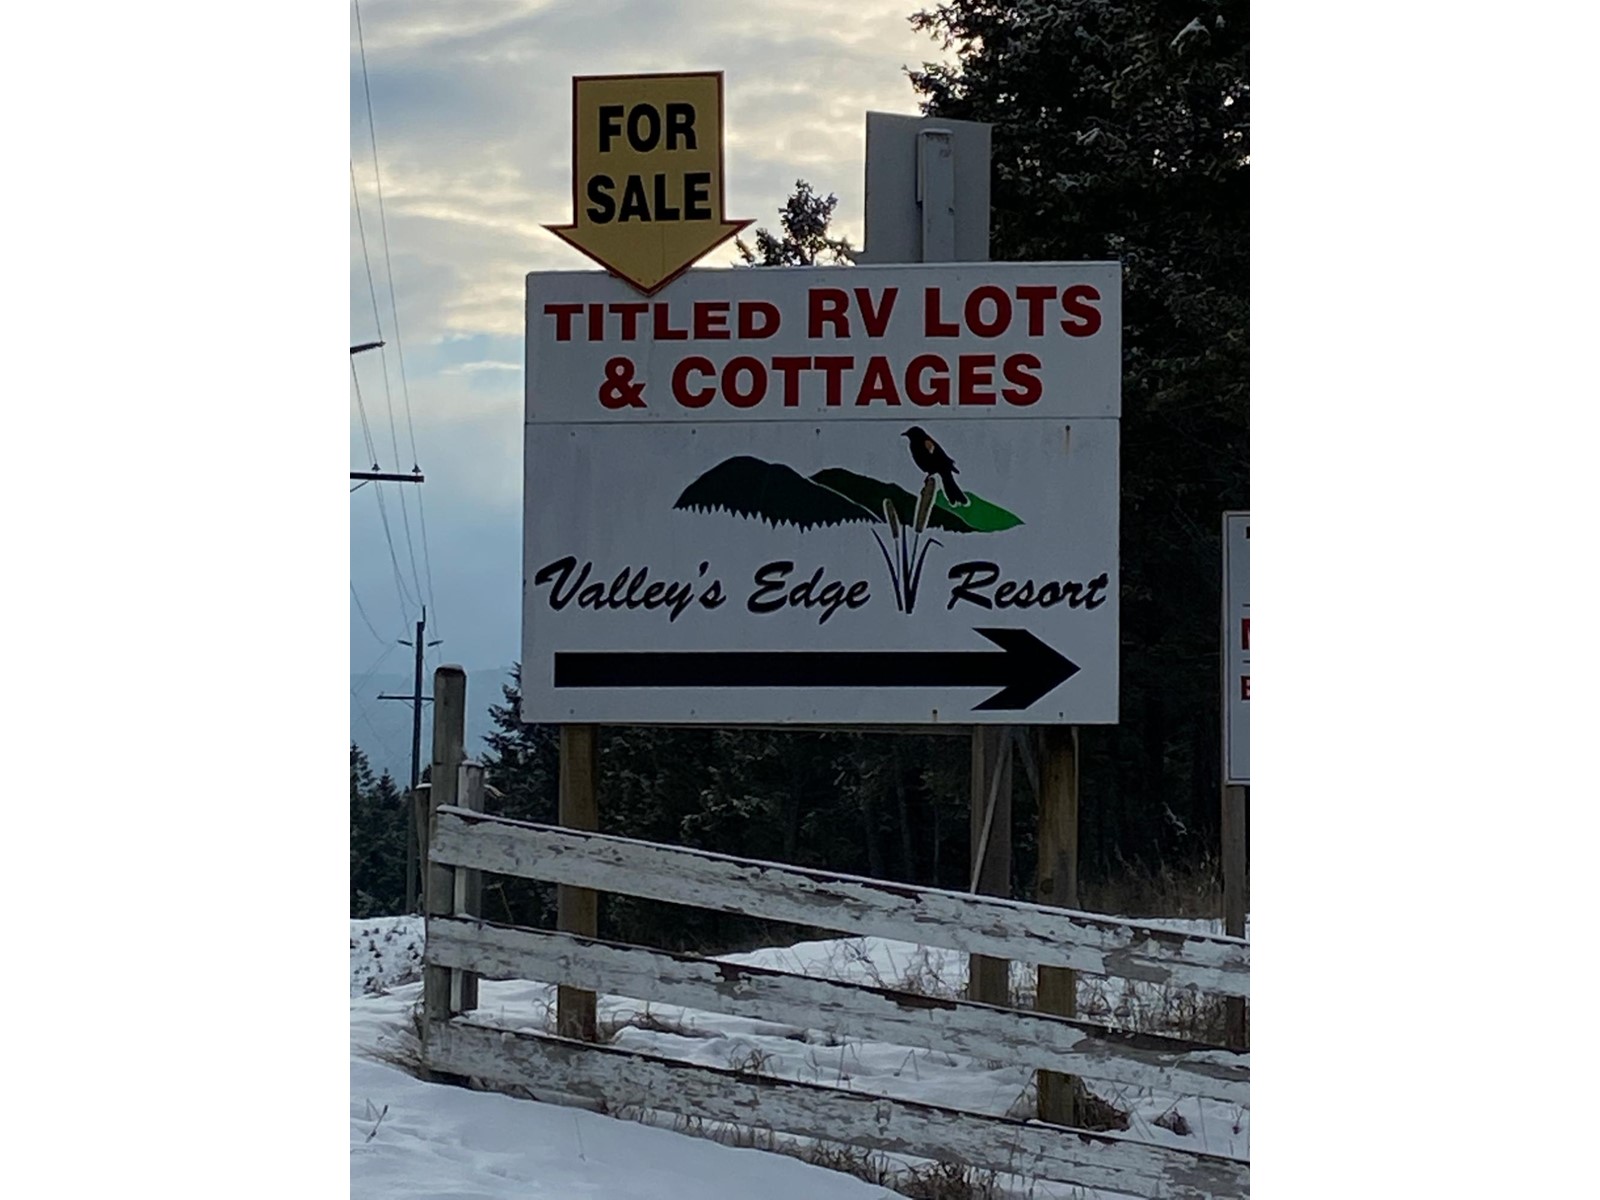 FOR
SALE
TITLED RV LOTS
& COTTAGES
Valley's Edge Resort